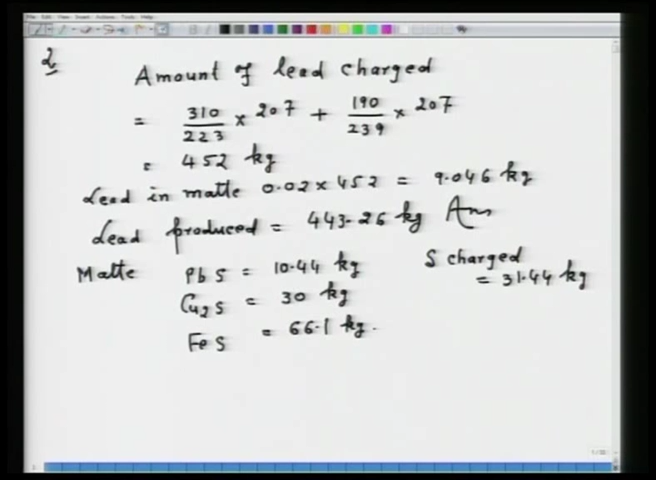 2
Amount of lead charged
= 310/223 x 207 + 190/239 x 207
= 452 kg
Lead in matte 0.02 x 452 = 9.046 kg
Lead produced = 443.26 kg Ans
Matte PbS = 10.44 kg
S charged = 31.44 kg
Cu2S = 30 kg
FeS = 66.1 kg.